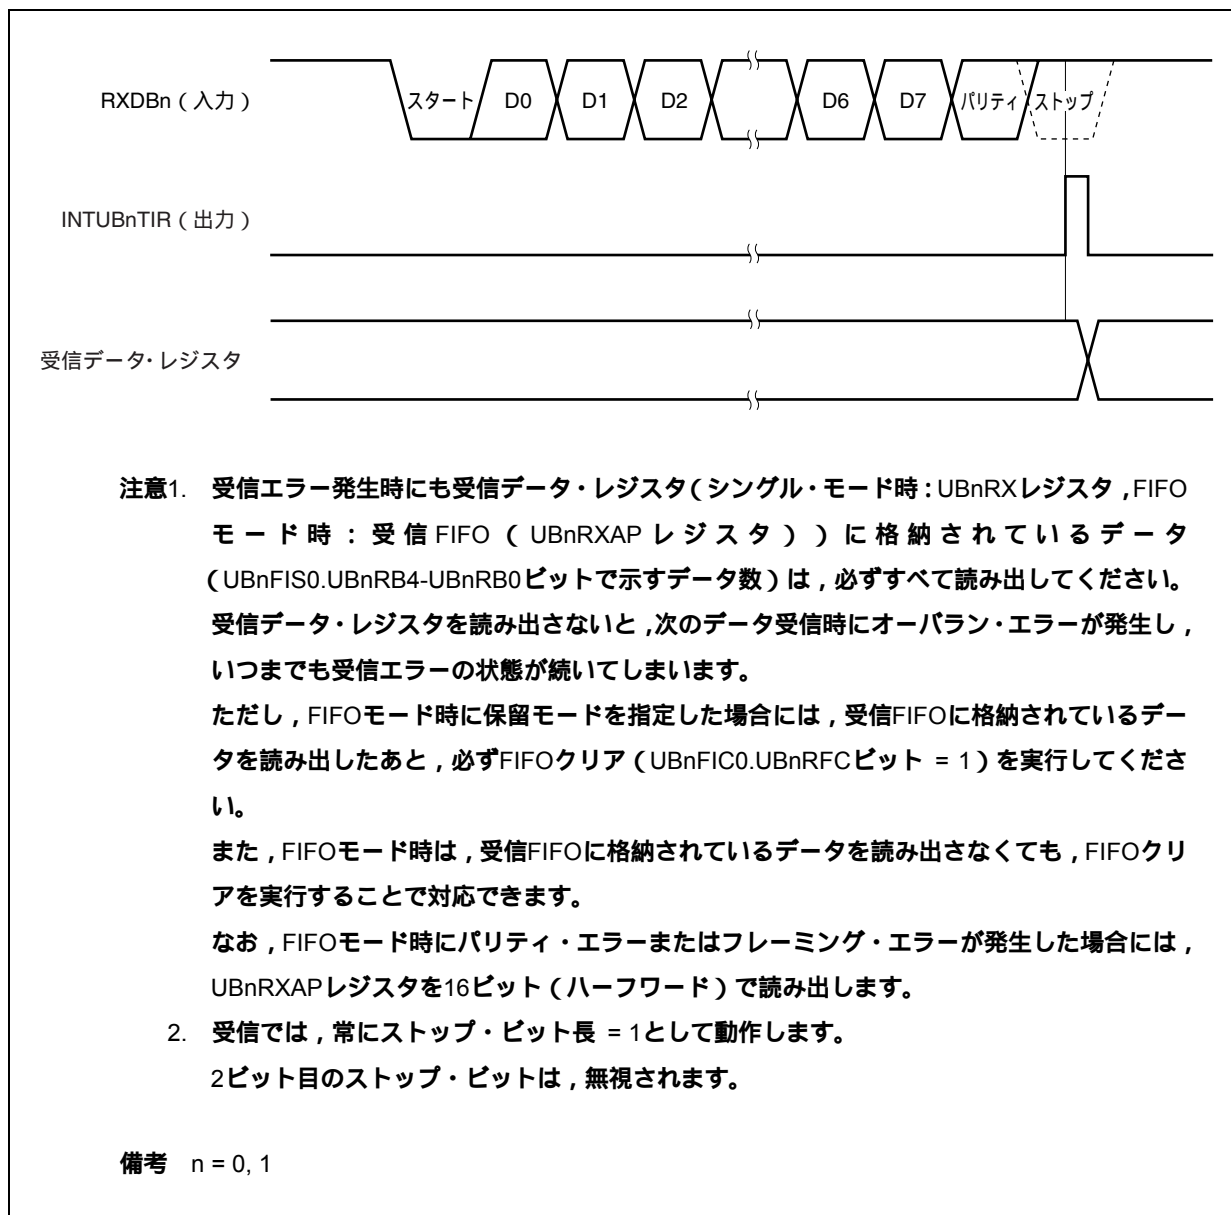 RXDBn（入力）
スタート D0 D1 D2 D6 D7 パリティ ストップ
INTUBnTIR（出力）
受信データ・レジスタ
注意1. 受信エラー発生時にも受信データ・レジスタ（シングル・モード時：UBnRXレジスタ，FIFO
モード時：受信FIFO（UBnRXAPレジスタ））に格納されているデータ
（UBnFIS0.UBnRB4-UBnRB0ビットで示すデータ数）は，必ずすべて読み出してください。
受信データ・レジスタを読み出さないと，次のデータ受信時にオーバラン・エラーが発生し，
いつまでも受信エラーの状態が続いてしまいます。
ただし，FIFOモード時に保留モードを指定した場合には，受信FIFOに格納されているデー
タを読み出したあと，必ずFIFOクリア（UBnFIC0.UBnRFCビット = 1）を実行してくださ
い。
また，FIFOモード時は，受信FIFOに格納されているデータを読み出さなくても，FIFOクリ
アを実行することで対応できます。
なお，FIFOモード時にパリティ・エラーまたはフレーミング・エラーが発生した場合には，
UBnRXAPレジスタを16ビット（ハーフワード）で読み出します。
2. 受信では，常にストップ・ビット長 = 1として動作します。
2ビット目のストップ・ビットは，無視されます。
備考 n = 0, 1